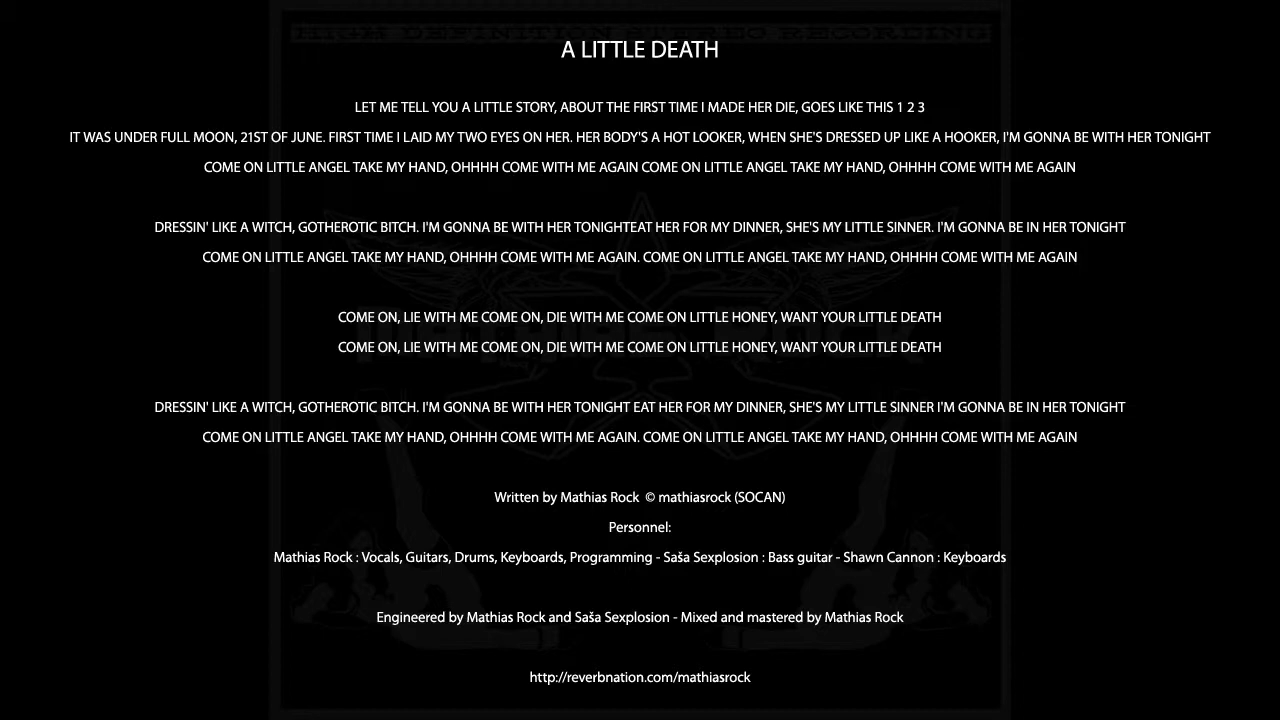 HIGH DEFINITION STEREO RECORDING
A LITTLE DEATH
LET ME TELL YOU A LITTLE STORY, ABOUT THE FIRST TIME I MADE HER DIE, GOES LIKE THIS 1 2 3
IT WAS UNDER FULL MOON, 21ST OF JUNE. FIRST TIME I LAID MY TWO EYES ON HER. HER BODY'S A HOT LOOKER, WHEN SHE'S DRESSED UP LIKE A HOOKER, I'M GONNA BE WITH HER TONIGHT
COME ON LITTLE ANGEL TAKE MY HAND, OHHHH COME WITH ME AGAIN COME ON LITTLE ANGEL TAKE MY HAND, OHHHH COME WITH ME AGAIN
DRESSIN' LIKE A WITCH, GOTHEROTIC BITCH. I'M GONNA BE WITH HER TONIGHTEAT HER FOR MY DINNER, SHE'S MY LITTLE SINNER. I'M GONNA BE IN HER TONIGHT
COME ON LITTLE ANGEL TAKE MY HAND, OHHHH COME WITH ME AGAIN. COME ON LITTLE ANGEL TAKE MY HAND, OHHHH COME WITH ME AGAIN
COME ON, LIE WITH ME COME ON, DIE WITH ME COME ON LITTLE HONEY, WANT YOUR LITTLE DEATH
COME ON, LIE WITH ME COME ON, DIE WITH ME COME ON LITTLE HONEY, WANT YOUR LITTLE DEATH
MATHIAS ROCK
DRESSIN' LIKE A WITCH, GOTHEROTIC BITCH. I'M GONNA BE WITH HER TONIGHT EAT HER FOR MY DINNER, SHE'S MY LITTLE SINNER I'M GONNA BE IN HER TONIGHT
COME ON LITTLE ANGEL TAKE MY HAND, OHHHH COME WITH ME AGAIN. COME ON LITTLE ANGEL TAKE MY HAND, OHHHH COME WITH ME AGAIN
Written by Mathias Rock © mathiasrock (SOCAN)
Personnel:
Mathias Rock : Vocals, Guitars, Drums, Keyboards, Programming - Saša Sexplosion : Bass guitar - Shawn Cannon : Keyboards
Engineered by Mathias Rock and Saša Sexplosion - Mixed and mastered by Mathias Rock
http://reverbnation.com/mathiasrock